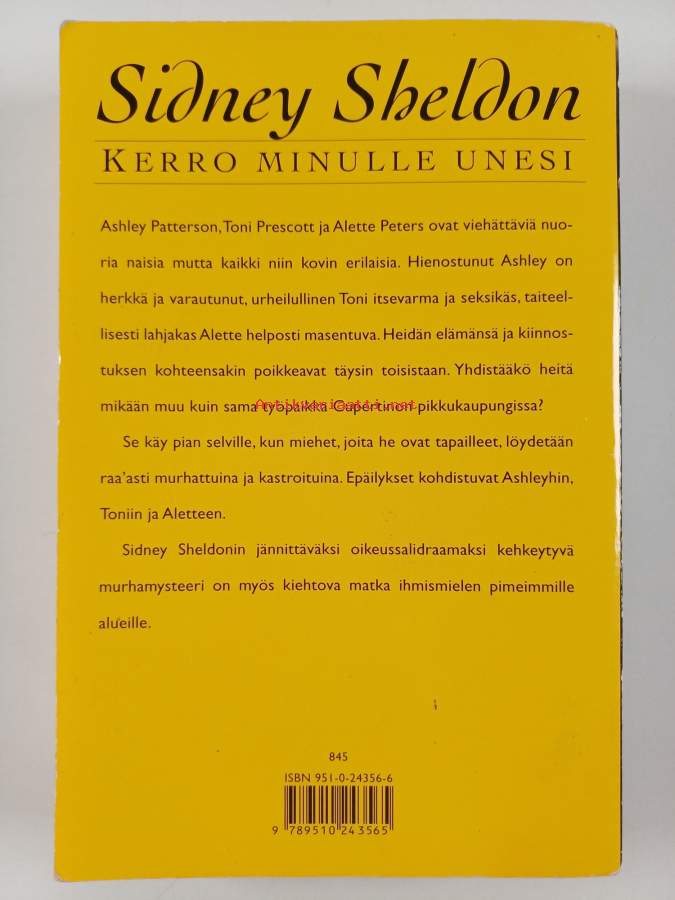 Sidney Sheldon
KERRO MINULLE UNESI
Ashley Patterson, Toni Prescott ja Alette Peters ovat viehättäviä nuo-
ria naisia mutta kaikki niin kovin erilaisia. Hienostunut Ashley on
herkkä ja varautunut, urheilullinen Toni itsevarma ja seksikäs, taiteel-
lisesti lahjakas Alette helposti masentuva. Heidän elämänsä ja kiinnos-
tuksen kohteensakin poikkeavat täysin toisistaan. Yhdistääkö heitä
mikään muu kuin sama työpaikka Cupertinon pikkukaupungissa?
Antikvariaatti.net
Se käy pian selville, kun miehet, joita he ovat tapailleet, löydetään
raa'asti murhattuina ja kastroituina. Epäilykset kohdistuvat Ashleyhin,
Toniin ja Aletteen.
Sidney Sheldonin jännittäväksi oikeussalidraamaksi kehkeytyvä
murhamysteeri on myös kiehtova matka ihmismielen pimeimmille
alueille.
845
ISBN 951-0-24356-6
9 789510 243565